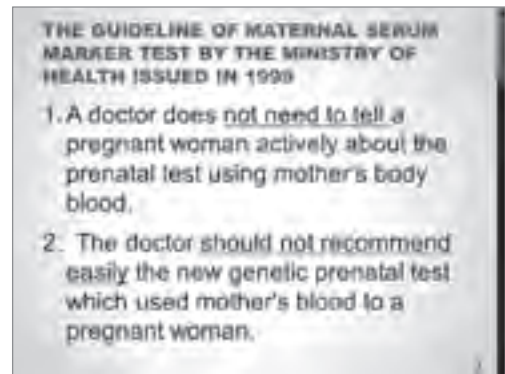 THE GUIDELINE OF MATERNAL SERUM
MARKER TEST BY THE MINISTRY OF
HEALTH ISSUED IN 1999
1. A doctor does not need to tell a
pregnant woman actively about the
prenatal test using mother's body
blood.
2. The doctor should not recommend
easily the new genetic prenatal test
which used mother's blood to a
pregnant woman.